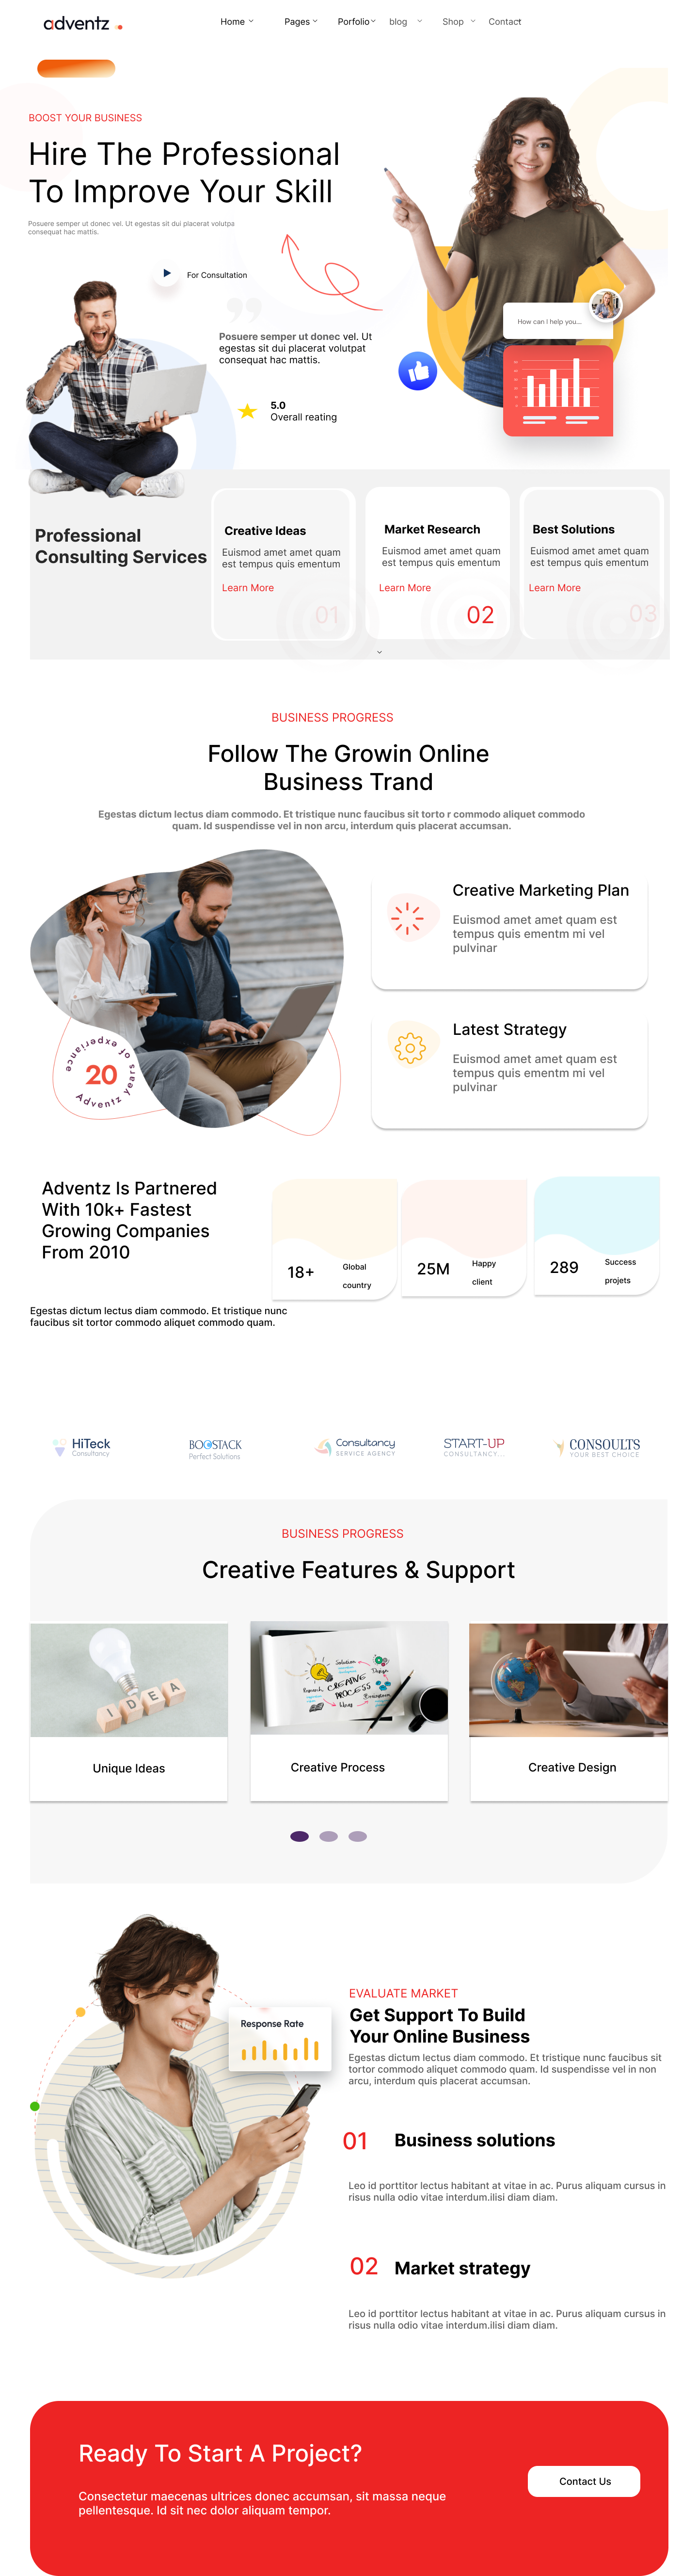 adventz
Home Pages Porfolio blog Shop Contact
BOOST YOUR BUSINESS
Hire The Professional
To Improve Your Skill
Posuere semper ut donec vel. Ut egestas sit dui placerat volutpa
consequat hac mattis.
For Consultation
Posuere semper ut donec vel. Ut
egestas sit dui placerat volutpat
consequat hac mattis.
5.0
Overall reating
How can I help you...
Professional
Consulting Services
Creative Ideas
Euismod amet amet quam
est tempus quis ementum
Learn More
01
Market Research
Euismod amet amet quam
est tempus quis ementum
Learn More
02
Best Solutions
Euismod amet amet quam
est tempus quis ementum
Learn More
03
BUSINESS PROGRESS
Follow The Growin Online
Business Trand
Egestas dictum lectus diam commodo. Et tristique nunc faucibus sit torto r commodo aliquet commodo
quam. Id suspendisse vel in non arcu, interdum quis placerat accumsan.
Creative Marketing Plan
Euismod amet amet quam est
tempus quis ementm mi vel
pulvinar
Latest Strategy
Euismod amet amet quam est
tempus quis ementm mi vel
pulvinar
20
Adventz years of experiance
Adventz Is Partnered
With 10k+ Fastest
Growing Companies
From 2010
Egestas dictum lectus diam commodo. Et tristique nunc
faucibus sit tortor commodo aliquet commodo quam.
18+
Global
country
25M
Happy
client
289
Success
projets
HiTeck
Consultancy
BOOSTACK
Perfect Solutions
Consultancy
SERVICE AGENCY
START-UP
CONSULTANCY...
CONSOULTS
YOUR BEST CHOICE
BUSINESS PROGRESS
Creative Features & Support
IDEA
Solution
Design
Research
CREATIVE
PROCESS
Ideas
Unique Ideas
Creative Process
Creative Design
Response Rate
EVALUATE MARKET
Get Support To Build
Your Online Business
Egestas dictum lectus diam commodo. Et tristique nunc faucibus sit
tortor commodo aliquet commodo quam. Id suspendisse vel in non
arcu, interdum quis placerat accumsan.
01 Business solutions
Leo id porttitor lectus habitant at vitae in ac. Purus aliquam cursus in
risus nulla odio vitae interdum.ilisi diam diam.
02 Market strategy
Leo id porttitor lectus habitant at vitae in ac. Purus aliquam cursus in
risus nulla odio vitae interdum.ilisi diam diam.
Ready To Start A Project?
Consectetur maecenas ultrices donec accumsan, sit massa neque
pellentesque. Id sit nec dolor aliquam tempor.
Contact Us